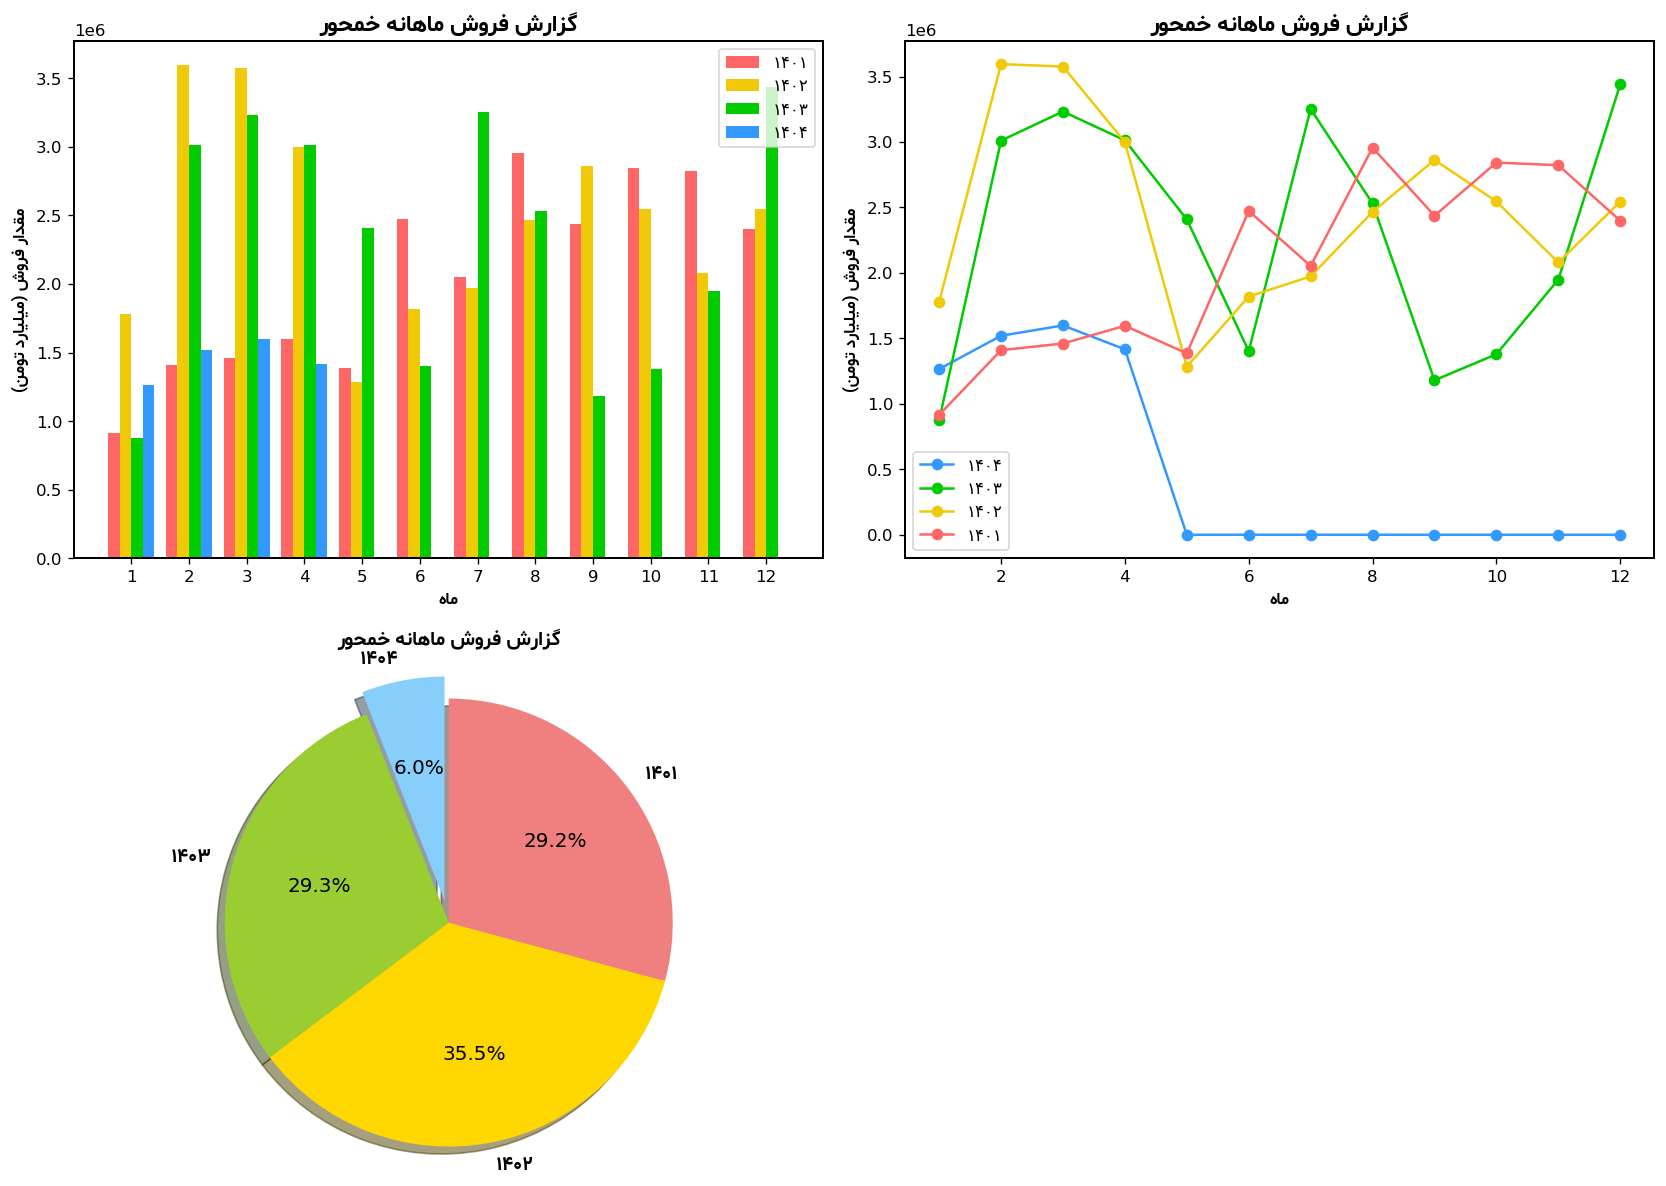 گزارش فروش ماهانه خمحور
1e6
مقدار فروش (میلیارد تومن)
3.5
3.0
2.5
2.0
1.5
1.0
0.5
0.0
۱۴۰۱
۱۴۰۲
۱۴۰۳
۱۴۰۴
1 2 3 4 5 6 7 8 9 10 11 12
ماه
گزارش فروش ماهانه خمحور
1e6
مقدار فروش (میلیارد تومن)
3.5
3.0
2.5
2.0
1.5
1.0
0.5
0.0
۱۴۰۴
۱۴۰۳
۱۴۰۲
۱۴۰۱
2 4 6 8 10 12
ماه
گزارش فروش ماهانه خمحور
۱۴۰۴
6.0%
۱۴۰۱
29.2%
۱۴۰۳
29.3%
35.5%
۱۴۰۲